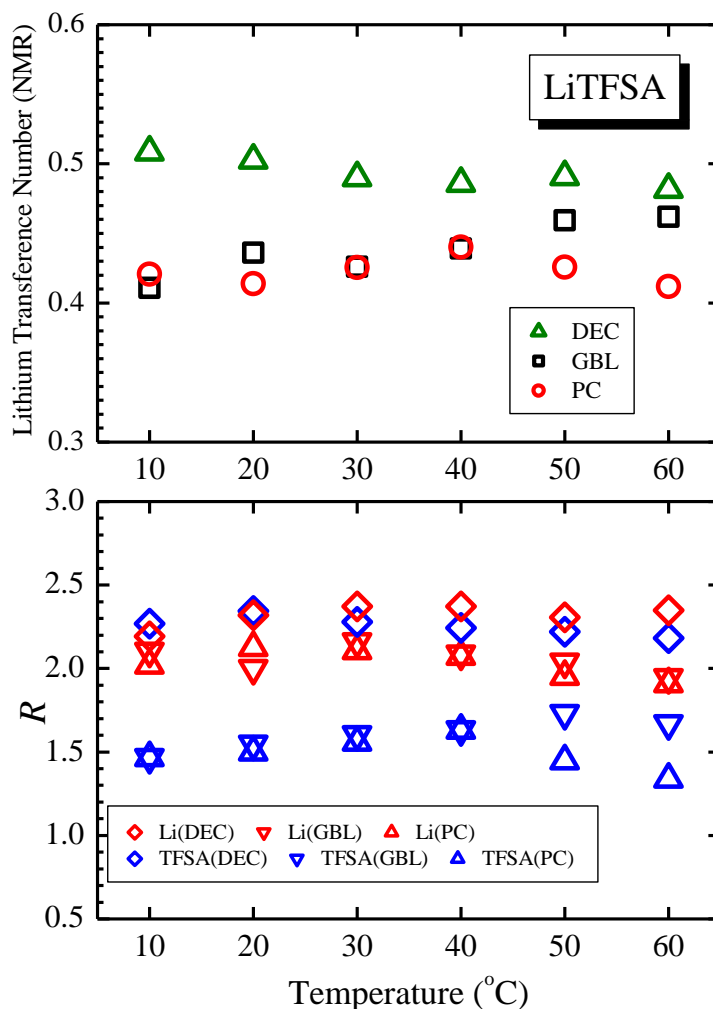 Lithium Transference Number (NMR)
0.6
0.5
0.4
0.3
LiTFSA
DEC
GBL
PC
10 20 30 40 50 60
R
3.0
2.5
2.0
1.5
1.0
0.5
Li(DEC) Li(GBL) Li(PC)
TFSA(DEC) TFSA(GBL) TFSA(PC)
10 20 30 40 50 60
Temperature (°C)